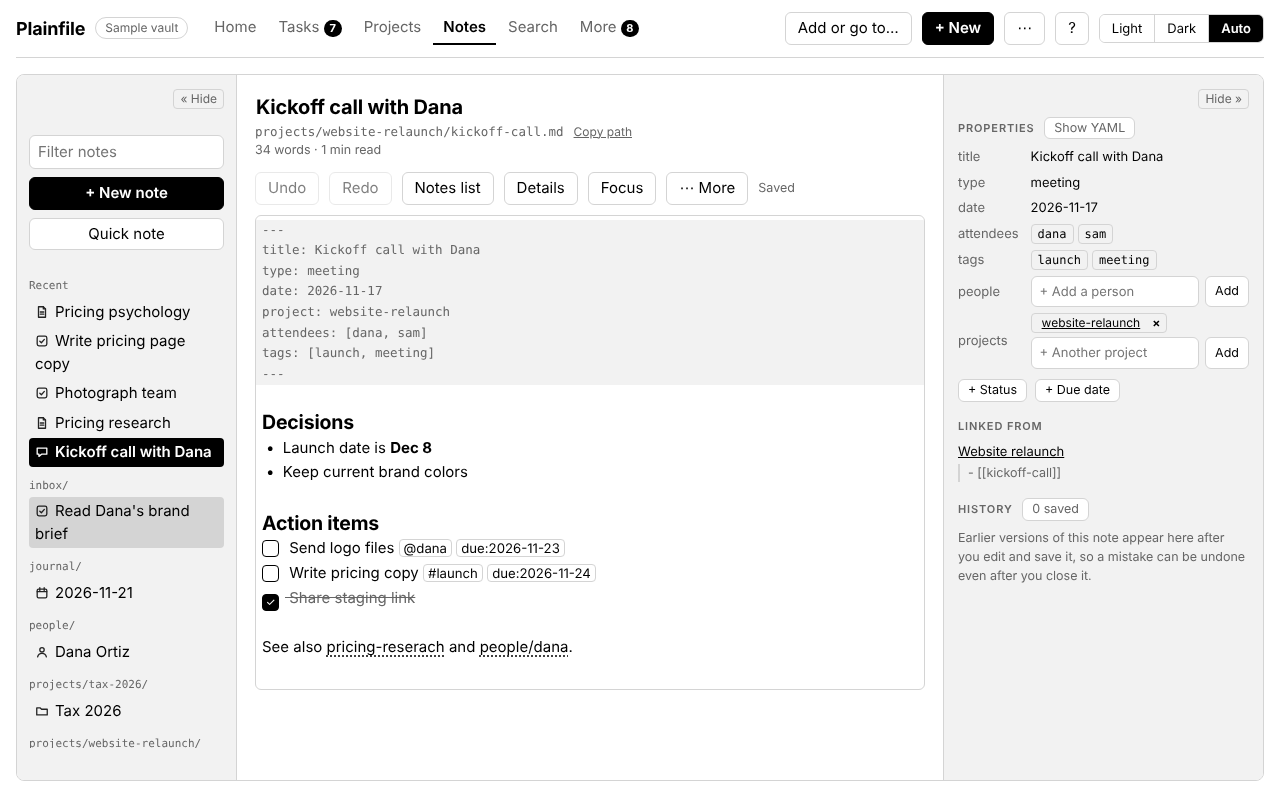 Plainfile Sample vault Home Tasks 7 Projects Notes Search More 8 Add or go to... + New ··· ? Light Dark Auto
« Hide
Filter notes
+ New note
Quick note
Recent
Pricing psychology
Write pricing page
copy
Photograph team
Pricing research
Kickoff call with Dana
inbox/
Read Dana's brand
brief
journal/
2026-11-21
people/
Dana Ortiz
projects/tax-2026/
Tax 2026
projects/website-relaunch/
Kickoff call with Dana
projects/website-relaunch/kickoff-call.md Copy path
34 words · 1 min read
Undo Redo Notes list Details Focus ··· More Saved
---
title: Kickoff call with Dana
type: meeting
date: 2026-11-17
project: website-relaunch
attendees: [dana, sam]
tags: [launch, meeting]
---
Decisions
• Launch date is Dec 8
• Keep current brand colors
Action items
Send logo files @dana due:2026-11-23
Write pricing copy #launch due:2026-11-24
Share staging link
See also pricing-reserach and people/dana.
Hide »
PROPERTIES Show YAML
title Kickoff call with Dana
type meeting
date 2026-11-17
attendees dana sam
tags launch meeting
people + Add a person Add
website-relaunch ×
projects
+ Another project Add
+ Status + Due date
LINKED FROM
Website relaunch
- [[kickoff-call]]
HISTORY 0 saved
Earlier versions of this note appear here after
you edit and save it, so a mistake can be undone
even after you close it.